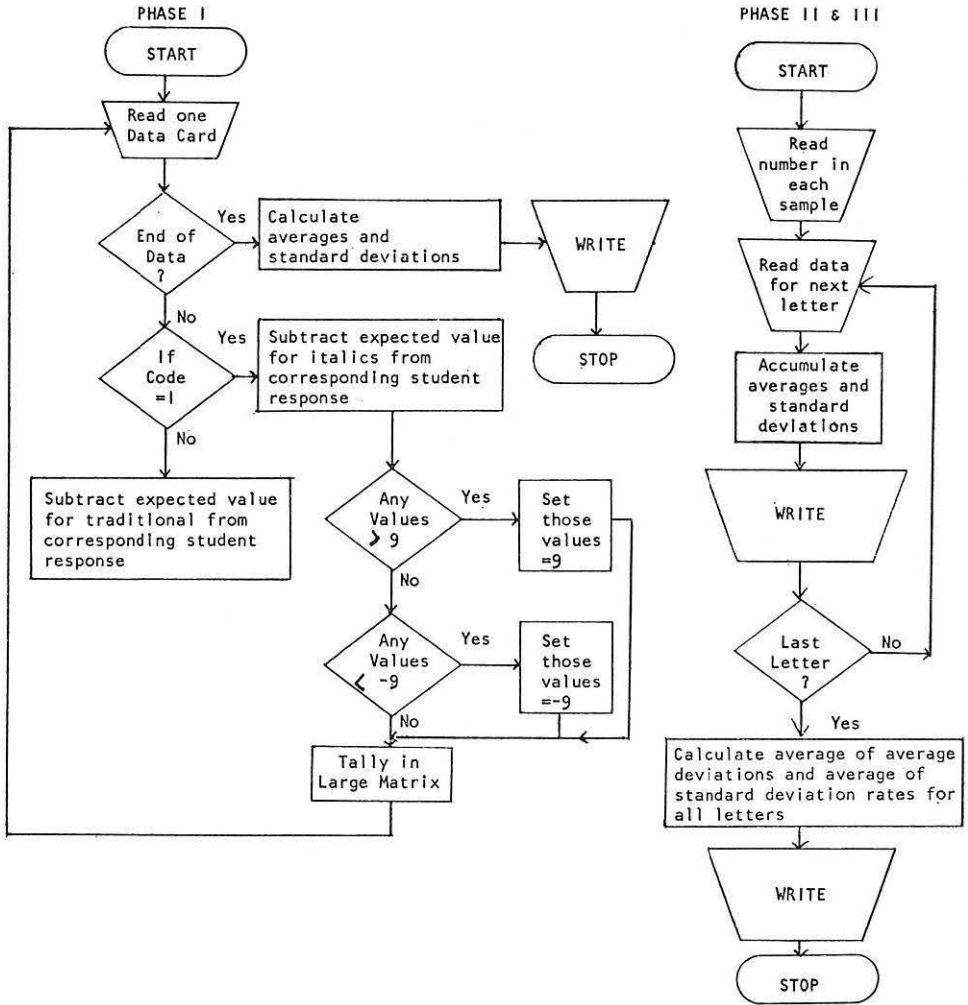 PHASE I
START
Read one
Data Card
End of
Data
?
Yes
Calculate
averages and
standard deviations
WRITE
STOP
No
If
Code
=1
Yes
Subtract expected value
for italics from
corresponding student
response
No
Subtract expected value
for traditional from
corresponding student
response
Any
Values
> 9
Yes
Set
those
values
=9
No
Any
Values
< -9
Yes
Set
those
values
=-9
No
Tally in
Large Matrix
PHASE II & III
START
Read
number in
each
sample
Read data
for next
letter
Accumulate
averages and
standard
deviations
WRITE
Last
Letter
?
No
Yes
Calculate average of average
deviations and average of
standard deviation rates for
all letters
WRITE
STOP